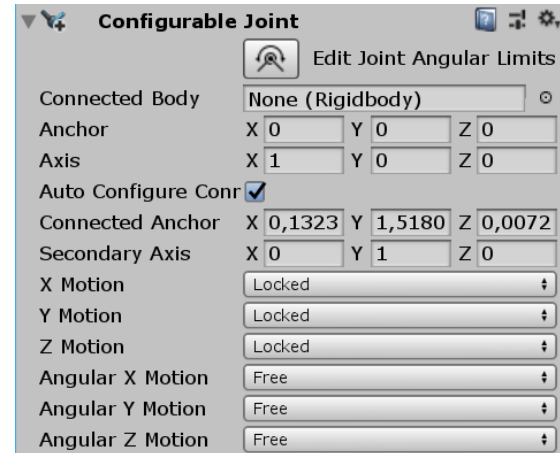 Configurable Joint
Edit Joint Angular Limits
Connected Body None (Rigidbody)
Anchor X 0 Y 0 Z 0
Axis X 1 Y 0 Z 0
Auto Configure Conr
Connected Anchor X 0,1323 Y 1,5180 Z 0,0072
Secondary Axis X 0 Y 1 Z 0
X Motion Locked
Y Motion Locked
Z Motion Locked
Angular X Motion Free
Angular Y Motion Free
Angular Z Motion Free